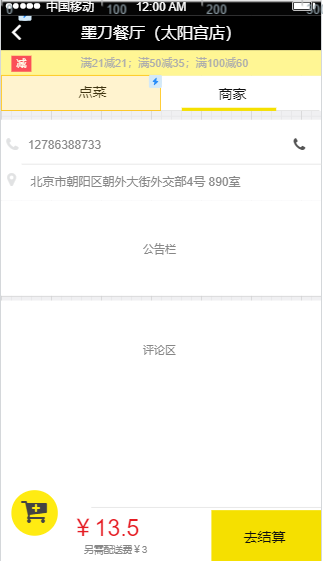 中国移动 12:00 AM
0 100 200
墨刀餐厅（太阳宫店）
减 满21减21；满50减35；满100减60
点菜 商家
12786388733
北京市朝阳区朝外大街外交部4号 890室
公告栏
评论区
￥13.5
另需配送费￥3
去结算